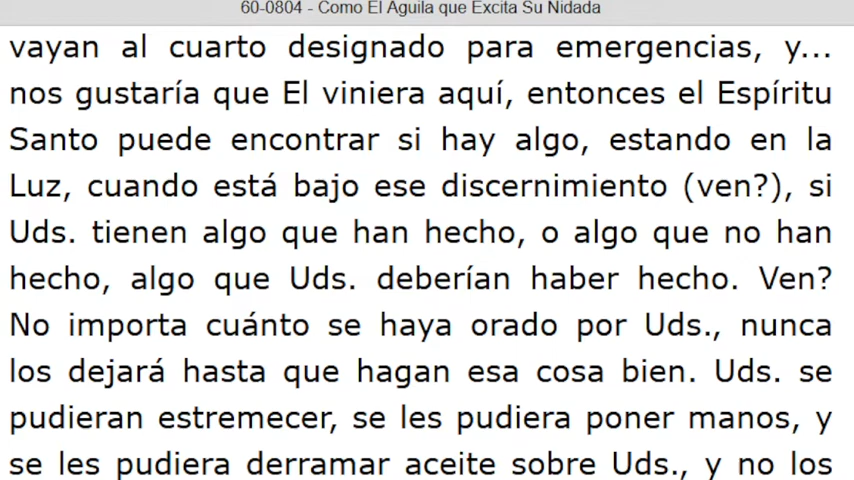 60-0804 - Como El Aguila que Excita Su Nidada
vayan al cuarto designado para emergencias, y...
nos gustaría que El viniera aquí, entonces el Espíritu
Santo puede encontrar si hay algo, estando en la
Luz, cuando está bajo ese discernimiento (ven?), si
Uds. tienen algo que han hecho, o algo que no han
hecho, algo que Uds. deberían haber hecho. Ven?
No importa cuánto se haya orado por Uds., nunca
los dejará hasta que hagan esa cosa bien. Uds. se
pudieran estremecer, se les pudiera poner manos, y
se les pudiera derramar aceite sobre Uds., y no los